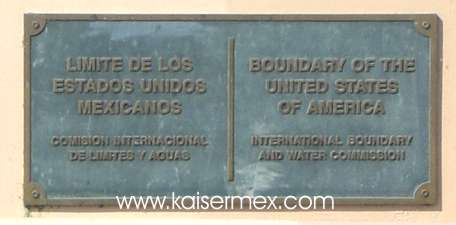 LIMITE DE LOS
ESTADOS UNIDOS
MEXICANOS
COMISION INTERNACIONAL
DE LIMITES Y AGUAS
BOUNDARY OF THE
UNITED STATES
OF AMERICA
INTERNATIONAL BOUNDARY
AND WATER COMMISSION
www.kaisermex.com